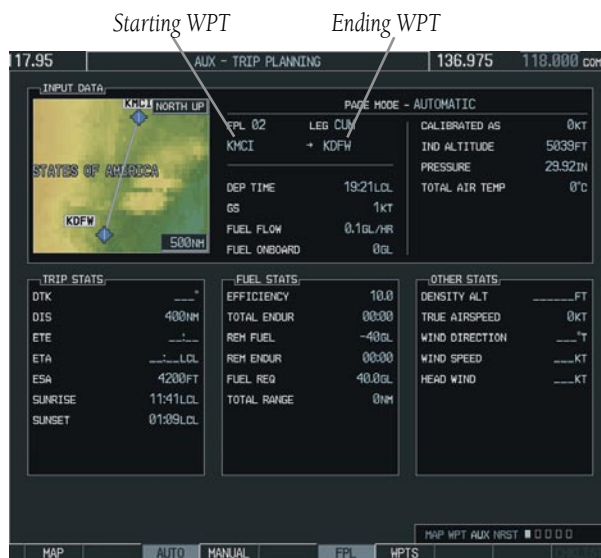 Starting WPT Ending WPT
117.95 AUX - TRIP PLANNING 136.975 118.000 COM
INPUT DATA
KMCI NORTH UP
STATES OF AMERICA
KDFW
500NM
PAGE MODE - AUTOMATIC
FPL 02 LEG CUM
KMCI → KDFW
DEP TIME 19:21LCL
GS 1KT
FUEL FLOW 0.1GL/HR
FUEL ONBOARD 0GL
CALIBRATED AS 0KT
IND ALTITUDE 5039FT
PRESSURE 29.92IN
TOTAL AIR TEMP 0°C
TRIP STATS
DTK ___°
DIS 400NM
ETE __:__
ETA __:__LCL
ESA 4200FT
SUNRISE 11:41LCL
SUNSET 01:09LCL
FUEL STATS
EFFICIENCY 10.0
TOTAL ENDUR 00:00
REM FUEL -40GL
REM ENDUR 00:00
FUEL REQ 40.0GL
TOTAL RANGE 0NM
OTHER STATS
DENSITY ALT ______FT
TRUE AIRSPEED 0KT
WIND DIRECTION ___°T
WIND SPEED ___KT
HEAD WIND ___KT
MAP WPT AUX NRST
MAP AUTO MANUAL FPL WPTS